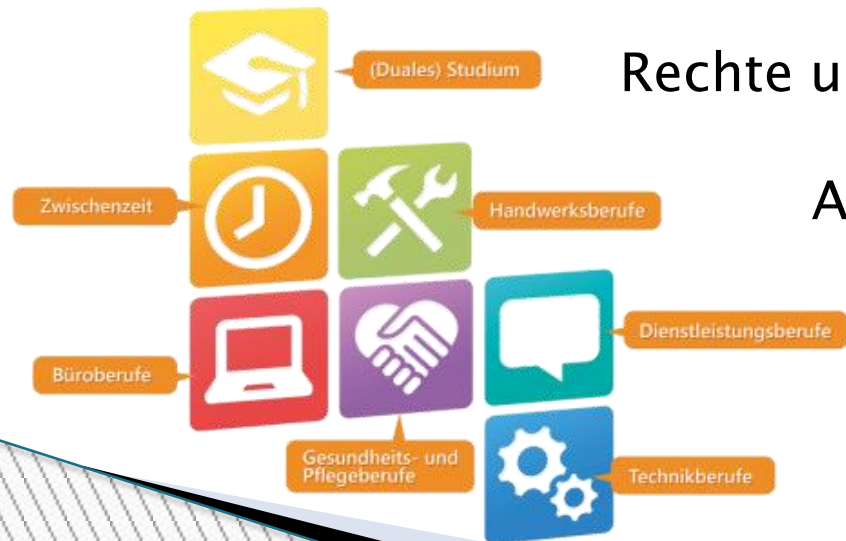 (Duales) Studium
Rechte u
Zwischenzeit
Handwerksberufe
A
Dienstleistungsberufe
Büroberufe
Gesundheits- und
Pflegeberufe
Technikberufe